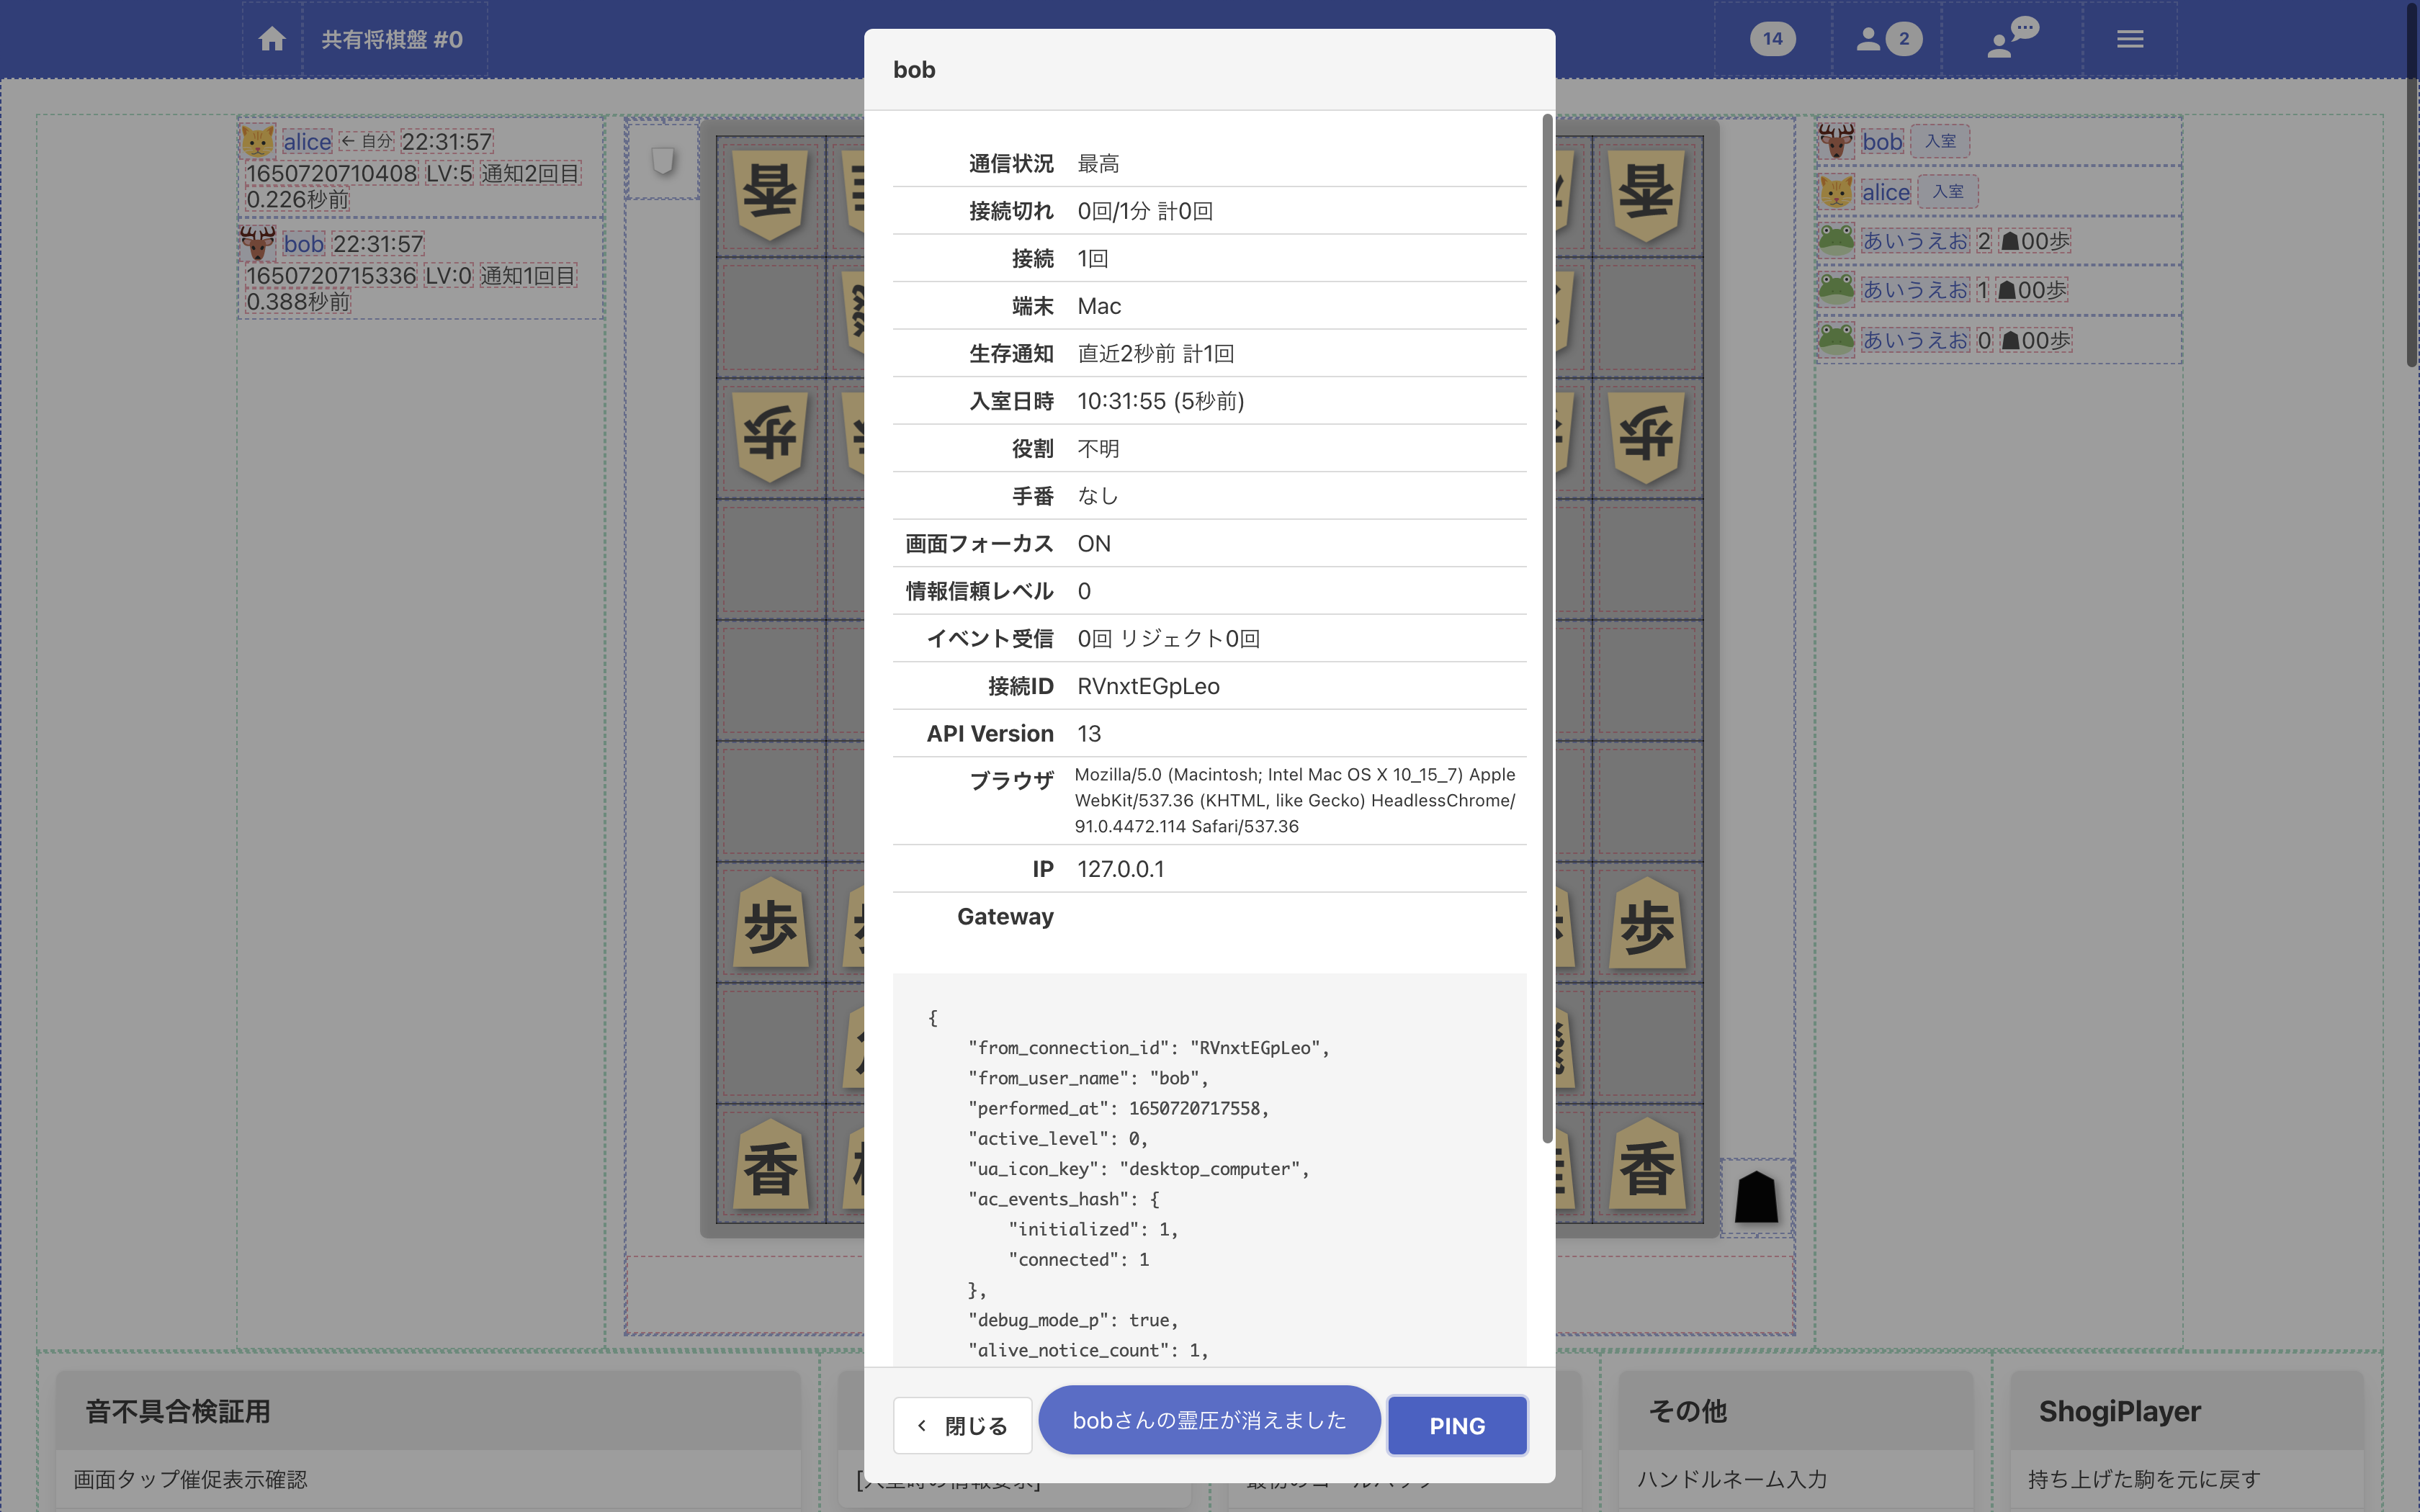 共有将棋盤 #0
14
2
alice ← 自分 22:31:57
1650720710408 LV:5 通知2回目
0.226秒前
bob 22:31:57
1650720715336 LV:0 通知1回目
0.388秒前
bob 入室
alice 入室
あいうえお 2 ☗00歩
あいうえお 1 ☗00歩
あいうえお 0 ☗00歩
香
香
歩
歩
歩
歩
香
香
bob
通信状況 最高
接続切れ 0回/1分 計0回
接続 1回
端末 Mac
生存通知 直近2秒前 計1回
入室日時 10:31:55 (5秒前)
役割 不明
手番 なし
画面フォーカス ON
情報信頼レベル 0
イベント受信 0回 リジェクト0回
接続ID RVnxtEGpLeo
API Version 13
ブラウザ Mozilla/5.0 (Macintosh; Intel Mac OS X 10_15_7) Apple
WebKit/537.36 (KHTML, like Gecko) HeadlessChrome/
91.0.4472.114 Safari/537.36
IP 127.0.0.1
Gateway
{
"from_connection_id": "RVnxtEGpLeo",
"from_user_name": "bob",
"performed_at": 1650720717558,
"active_level": 0,
"ua_icon_key": "desktop_computer",
"ac_events_hash": {
"initialized": 1,
"connected": 1
},
"debug_mode_p": true,
"alive_notice_count": 1,
閉じる
bobさんの霊圧が消えました
PING
音不具合検証用
画面タップ催促表示確認
その他
ハンドルネーム入力
ShogiPlayer
持ち上げた駒を元に戻す